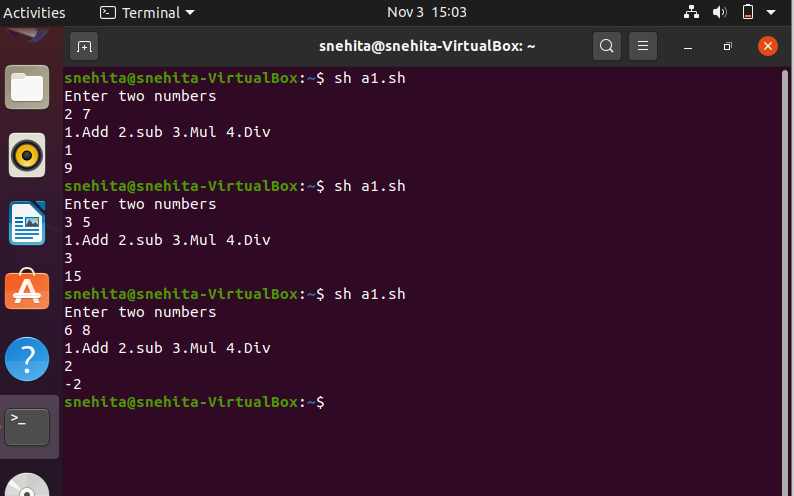 Activities Terminal Nov 3 15:03
snehita@snehita-VirtualBox: ~
snehita@snehita-VirtualBox:~$ sh a1.sh
Enter two numbers
2 7
1.Add 2.sub 3.Mul 4.Div
1
9
snehita@snehita-VirtualBox:~$ sh a1.sh
Enter two numbers
3 5
1.Add 2.sub 3.Mul 4.Div
3
15
snehita@snehita-VirtualBox:~$ sh a1.sh
Enter two numbers
6 8
1.Add 2.sub 3.Mul 4.Div
2
-2
snehita@snehita-VirtualBox:~$